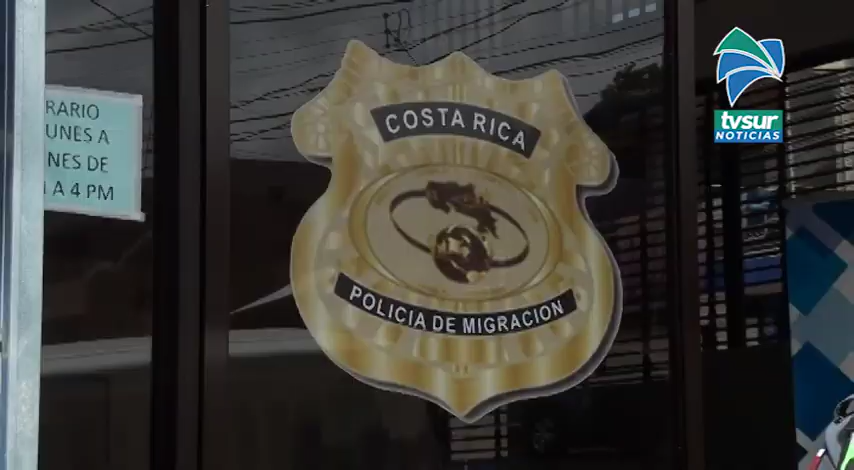 RARIO
UNES A
NES DE
A 4 PM
COSTA RICA
POLICIA DE MIGRACION
tvsur
NOTICIAS